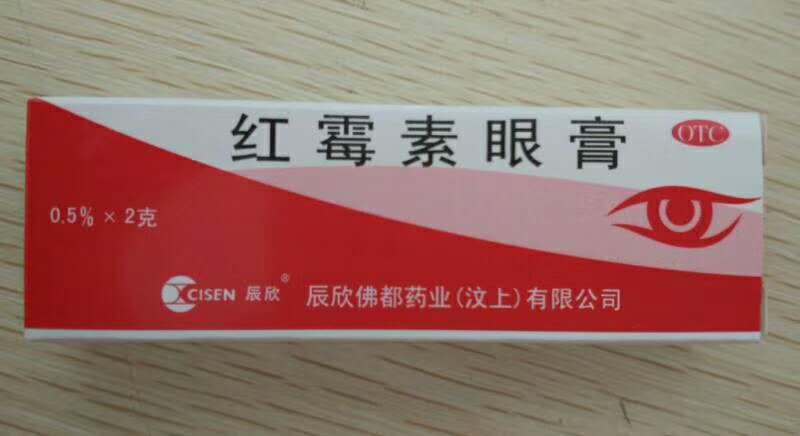 红霉素眼膏
OTC
0.5% × 2克
CISEN 辰欣®
辰欣佛都药业(汶上)有限公司